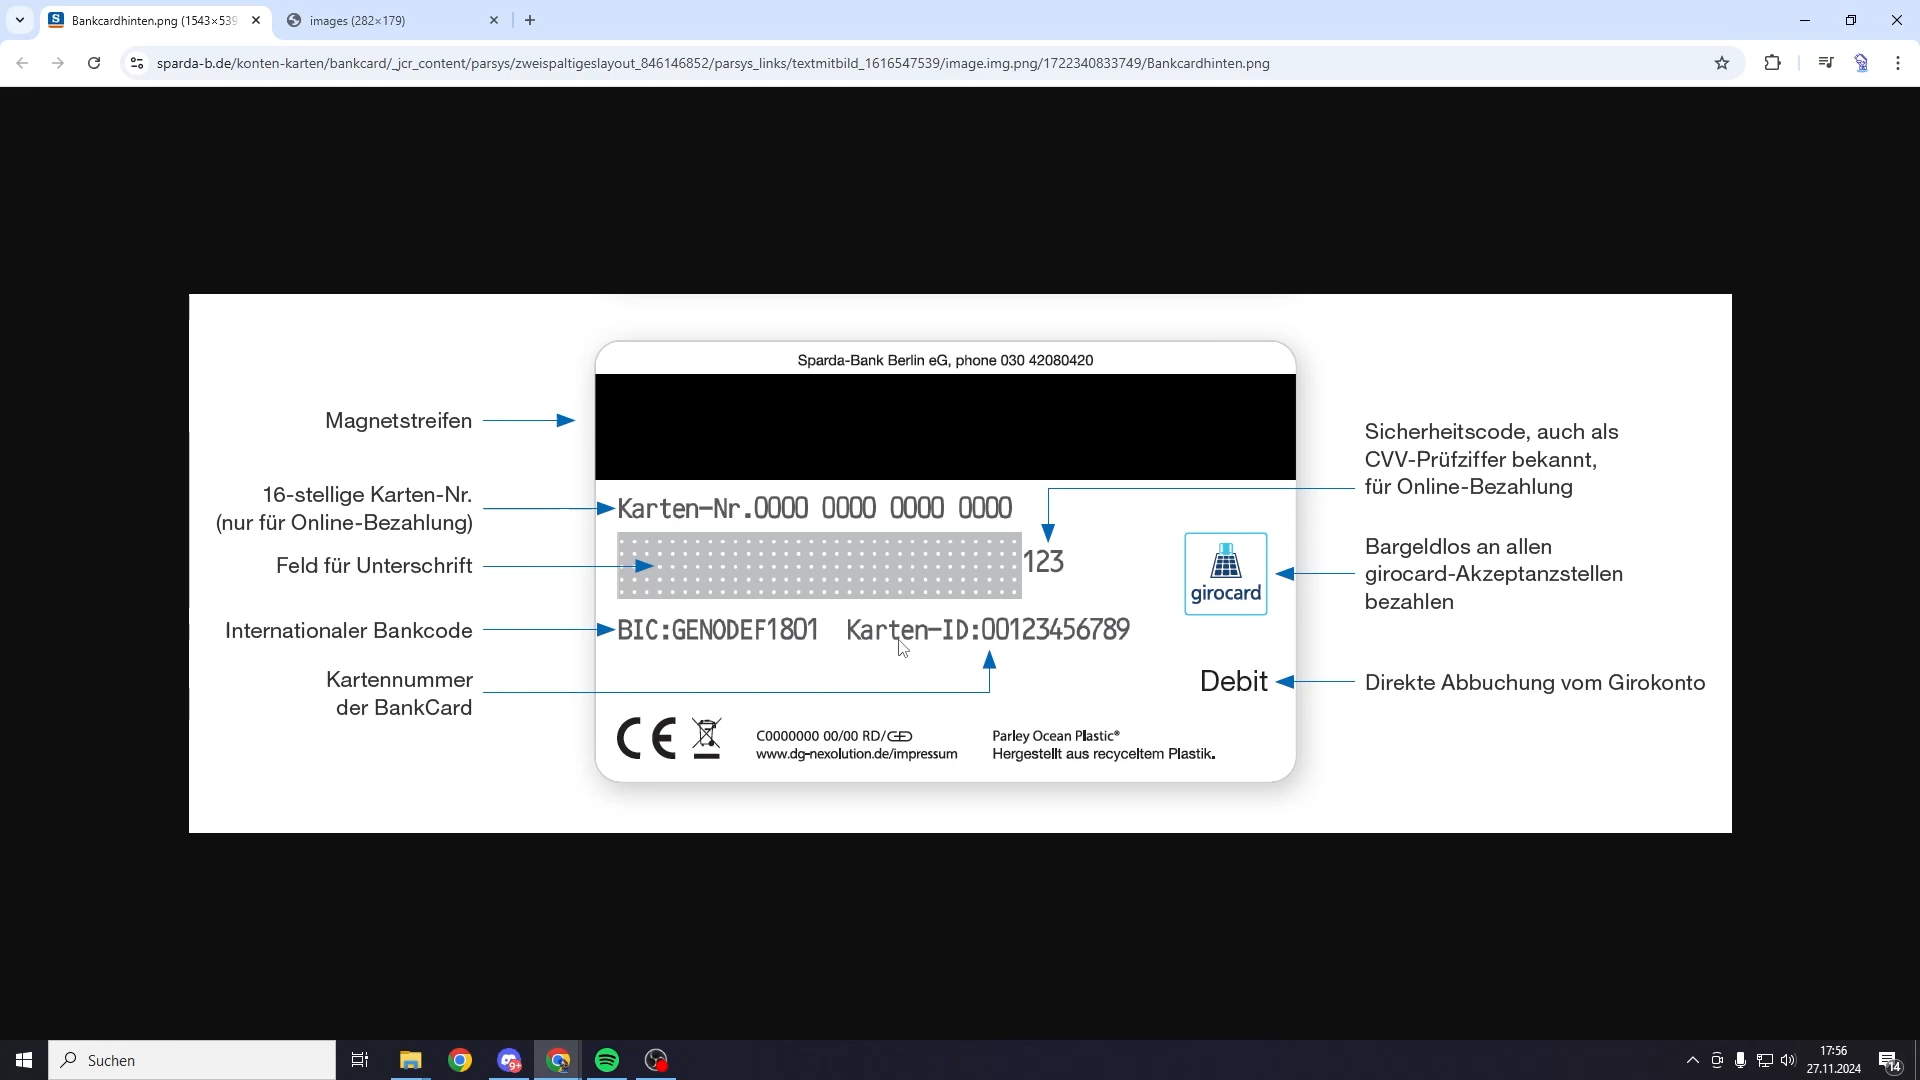 Bankcardhinten.png (1543×539
images (282×179)
sparda-b.de/konten-karten/bankcard/_jcr_content/parsys/zweispaltigeslayout_846146852/parsys_links/textmitbild_1616547539/image.img.png/1722340833749/Bankcardhinten.png
Sparda-Bank Berlin eG, phone 030 42080420
Magnetstreifen
16-stellige Karten-Nr.
(nur für Online-Bezahlung)
Feld für Unterschrift
Internationaler Bankcode
Kartennummer
der BankCard
Karten-Nr.0000 0000 0000 0000
123
BIC:GENODEF1S01 Karten-ID:00123456789
girocard
Debit
C0000000 00/00 RD/
www.dg-nexolution.de/impressum
Parley Ocean Plastic®
Hergestellt aus recyceltem Plastik.
Sicherheitscode, auch als
CVV-Prüfziffer bekannt,
für Online-Bezahlung
Bargeldlos an allen
girocard-Akzeptanzstellen
bezahlen
Direkte Abbuchung vom Girokonto
Suchen
9+
17:56
27.11.2024
14